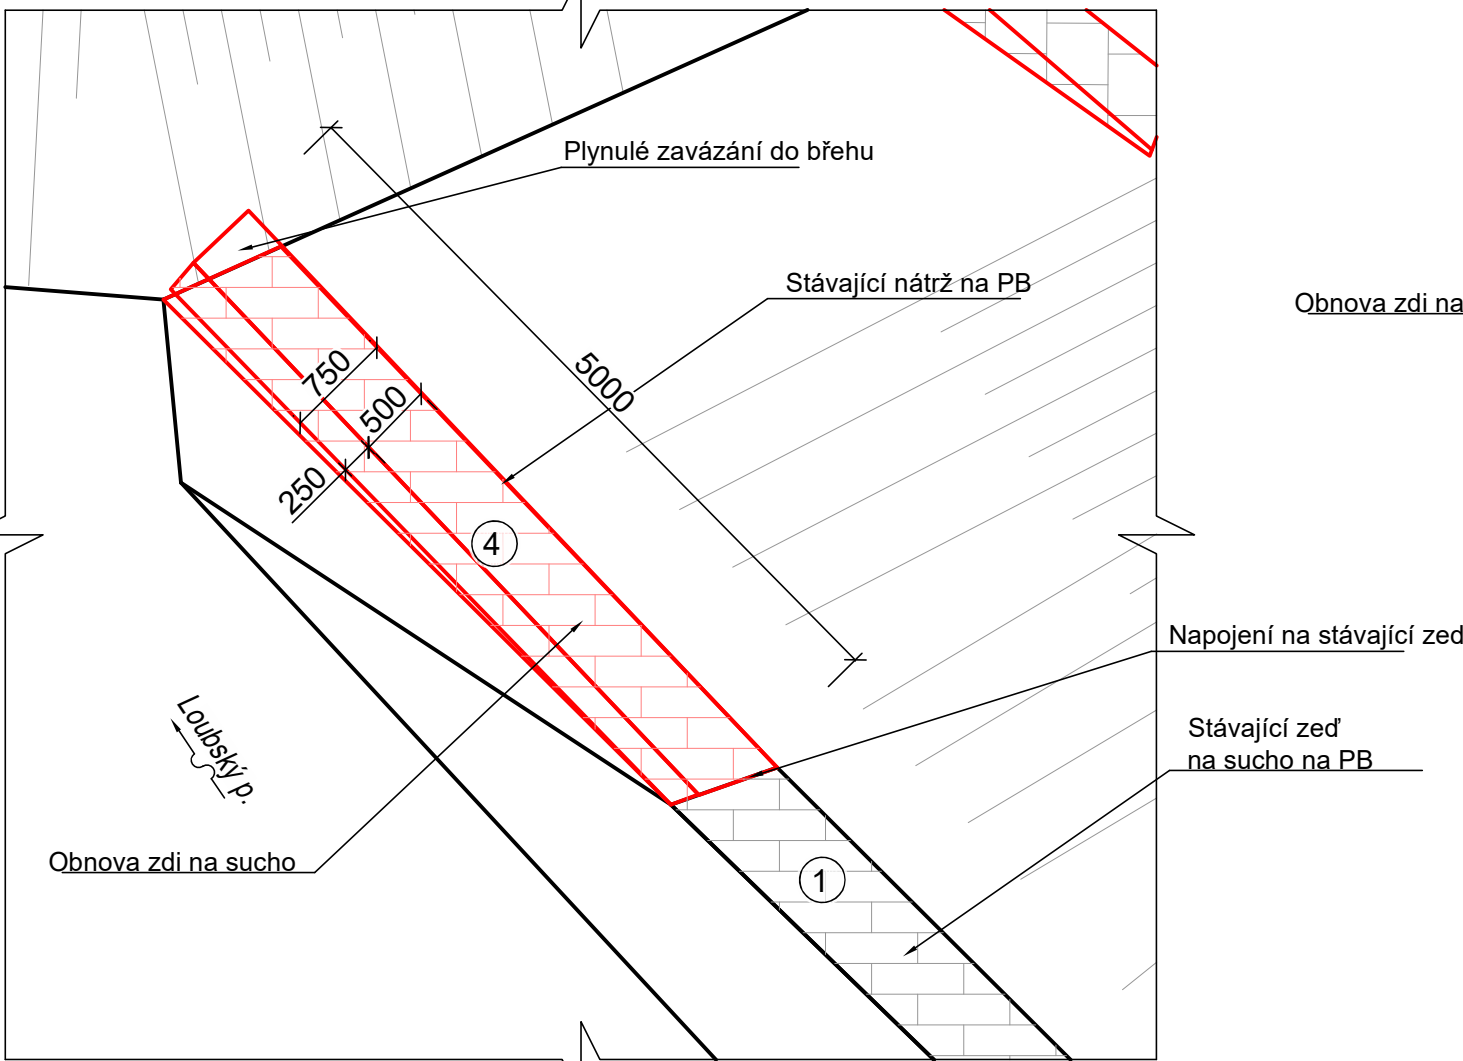 Plynulé zavázání do břehu
Stávající nátrž na PB
Obnova zdi na
5000
750
500
250
4
Napojení na stávající zeď
Stávající zeď
na sucho na PB
Loubský p.
Obnova zdi na sucho
1